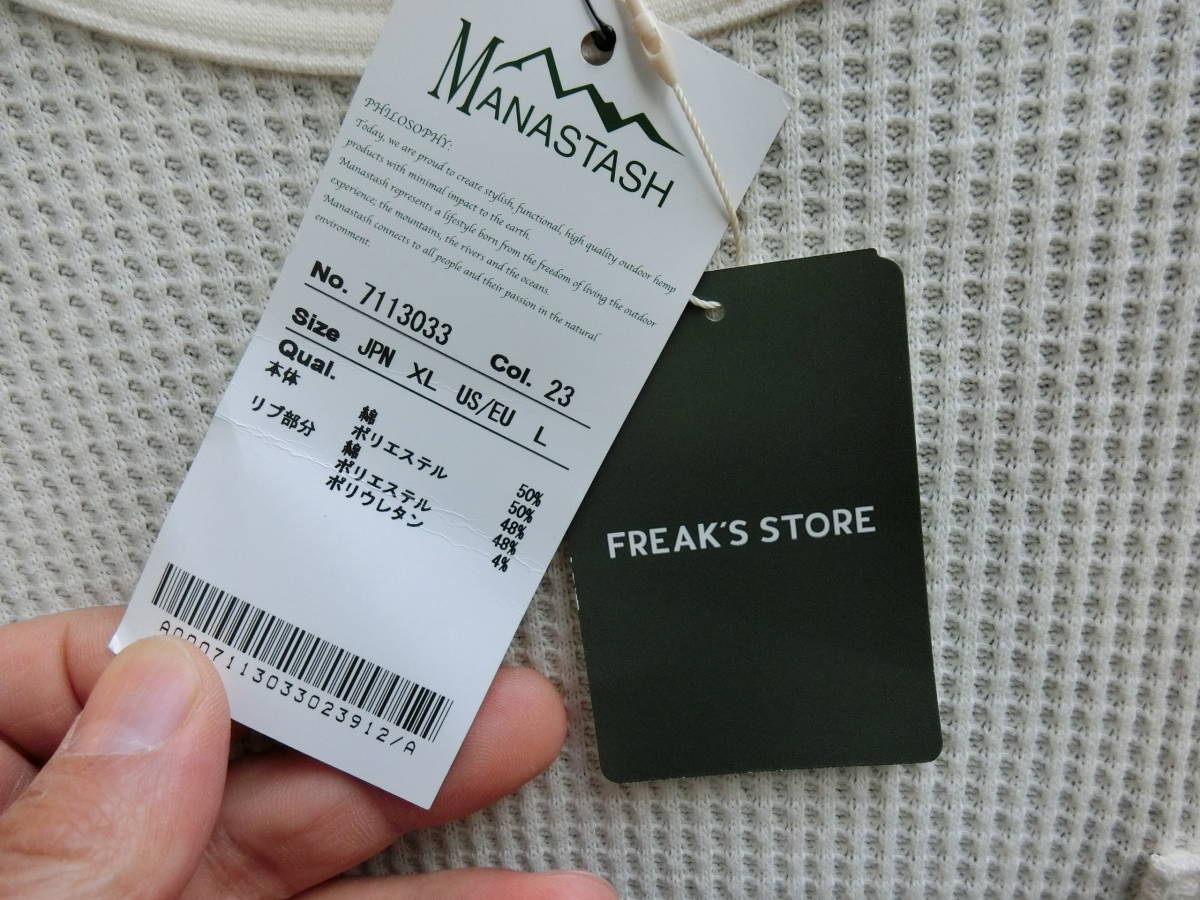 MANASTASH
PHILOSOPHY:
Today, we are proud to create stylish, functional, high quality outdoor hemp
products with minimal impact to the earth.
Manastash represents a lifestyle born from the freedom of living the outdoor
experience; the mountains, the rivers and the oceans.
Manastash connects to all people and their passion in the natural
environment.
No. 7113033 Col. 23
Size JPN XL US/EU L
Qual.
本体 綿 50%
ポリエステル 50%
リブ部分 綿 48%
ポリエステル 48%
ポリウレタン 4%
A0007113033023912/A
FREAK'S STORE